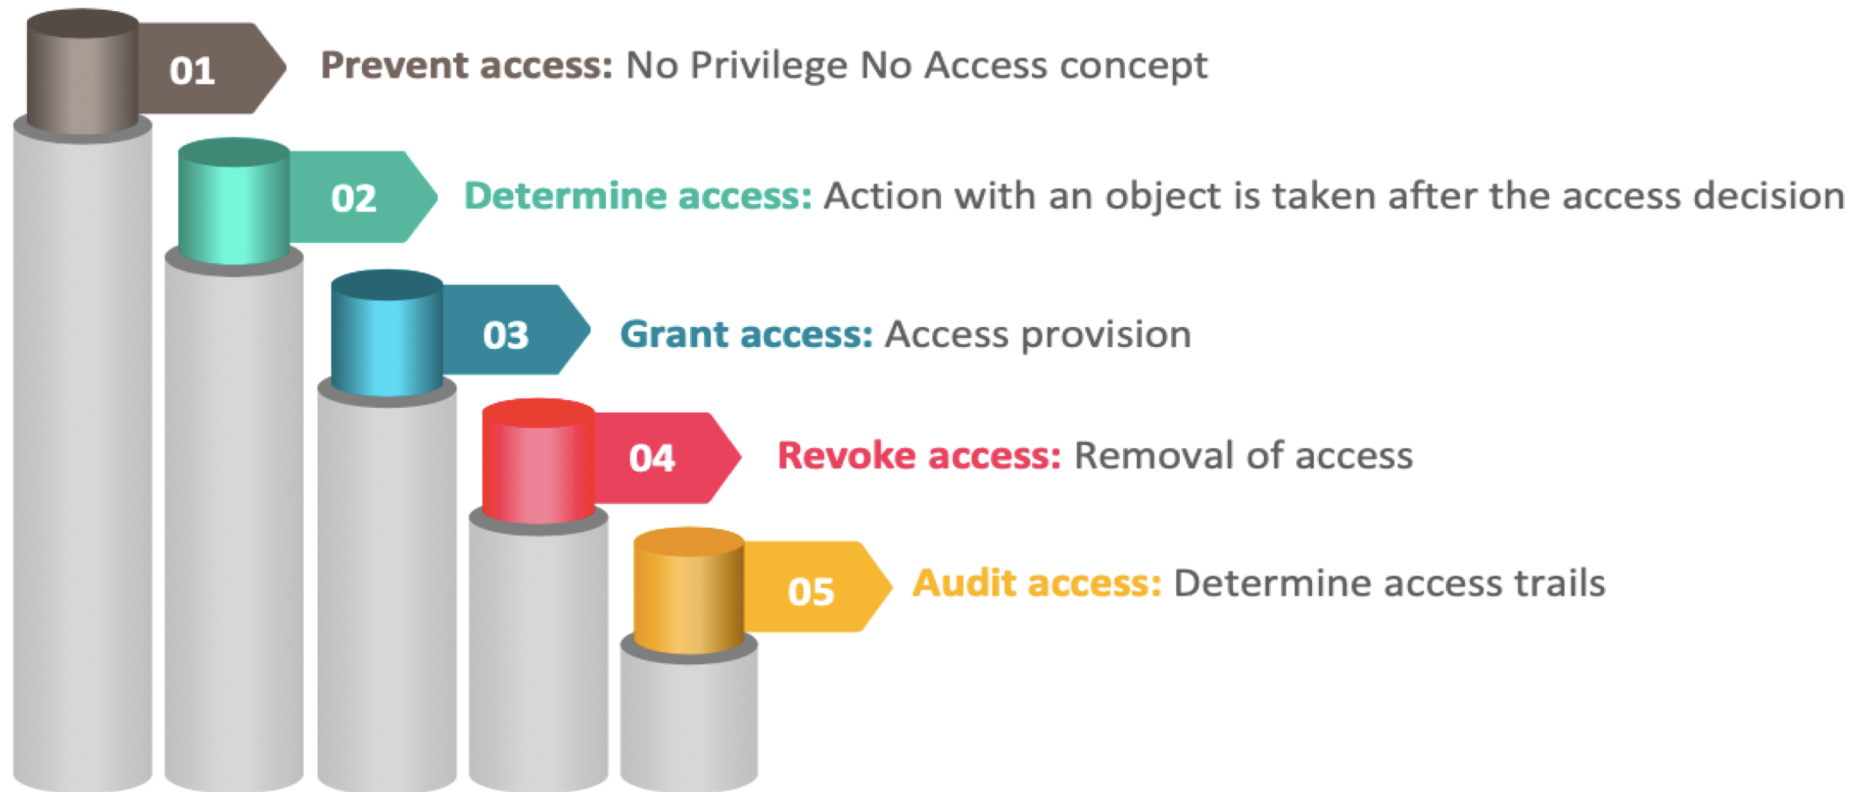 01 Prevent access: No Privilege No Access concept
02 Determine access: Action with an object is taken after the access decision
03 Grant access: Access provision
04 Revoke access: Removal of access
05 Audit access: Determine access trails